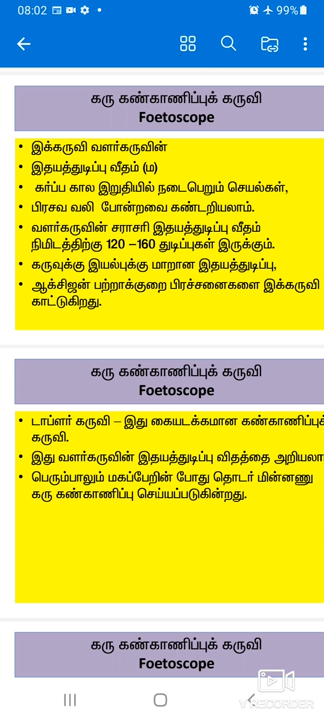 08:02
99%
கரு கண்காணிப்புக் கருவி
Foetoscope
• இக்கருவி வளர்கருவின்
• இதயத்துடிப்பு வீதம் (ம)
• கர்ப்ப கால இறுதியில் நடைபெறும் செயல்கள்,
• பிரசவ வலி போன்றவை கண்டறியலாம்.
• வளர்கருவின் சராசரி இதயத்துடிப்பு வீதம்
நிமிடத்திற்கு 120 –160 துடிப்புகள் இருக்கும்.
• கருவுக்கு இயல்புக்கு மாறான இதயத்துடிப்பு,
• ஆக்சிஜன் பற்றாக்குறை பிரச்சனைகளை இக்கருவி
காட்டுகிறது.
கரு கண்காணிப்புக் கருவி
Foetoscope
• டாப்ளர் கருவி – இது கையடக்கமான கண்காணிப்புக்
கருவி.
• இது வளர்கருவின் இதயத்துடிப்பு விதத்தை அறியலா
• பெரும்பாலும் மகப்பேறின் போது தொடர் மின்னணு
கரு கண்காணிப்பு செய்யப்படுகின்றது.
கரு கண்காணிப்புக் கருவி
Foetoscope
V RECORDER